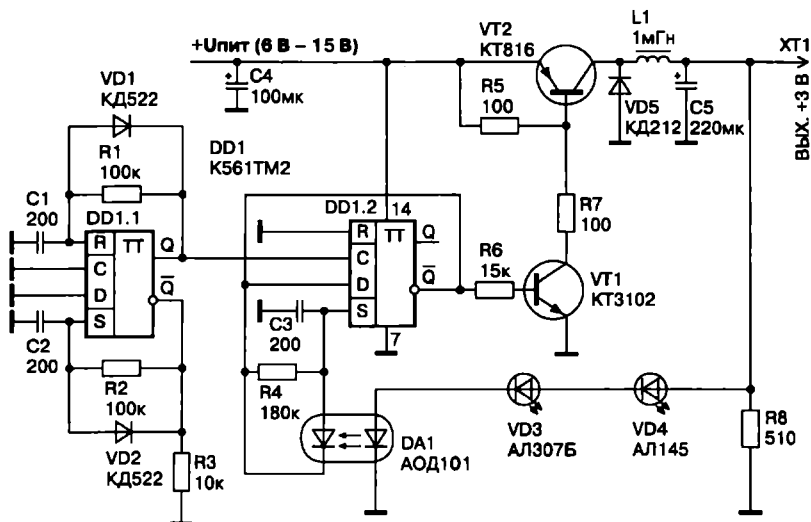 +Uпит (6 В – 15 В)
VT2
КТ816
L1
1мГн
XT1
ВЫХ. +3 В
C4
100мк
R5
100
VD5
КД212
C5
220мк
VD1
КД522
R1
100к
C1
200
DD1
К561ТМ2
DD1.1
R
C
D
S
TT
Q
Q̅
C2
200
R2
100к
VD2
КД522
R3
10к
DD1.2
14
R
C
D
S
TT
Q
Q̅
7
C3
200
R4
180к
R6
15к
R7
100
VT1
КТ3102
DA1
АОД101
VD3
АЛ307Б
VD4
АЛ145
R8
510